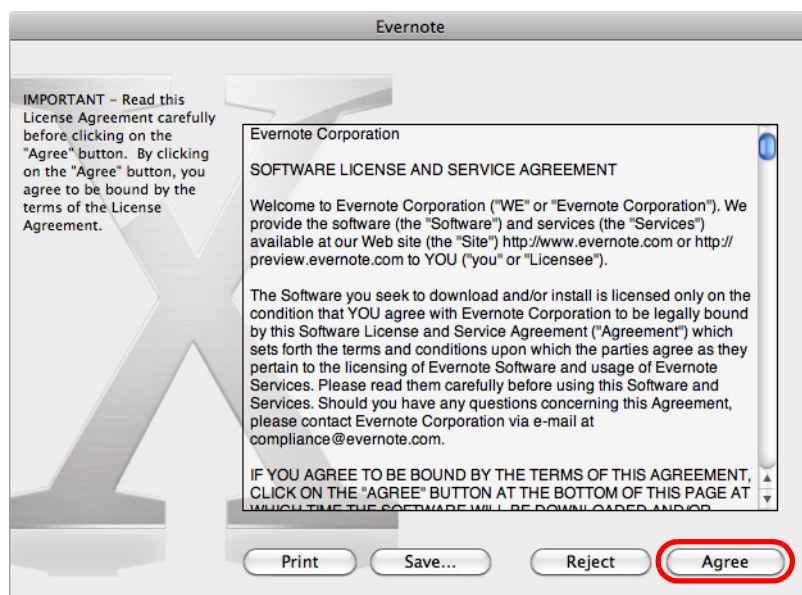 Evernote
IMPORTANT - Read this
License Agreement carefully
before clicking on the
"Agree" button. By clicking
on the "Agree" button, you
agree to be bound by the
terms of the License
Agreement.
Evernote Corporation
SOFTWARE LICENSE AND SERVICE AGREEMENT
Welcome to Evernote Corporation ("WE" or "Evernote Corporation"). We
provide the software (the "Software") and services (the "Services")
available at our Web site (the "Site") http://www.evernote.com or http://
preview.evernote.com to YOU ("you" or "Licensee").
The Software you seek to download and/or install is licensed only on the
condition that YOU agree with Evernote Corporation to be legally bound
by this Software License and Service Agreement ("Agreement") which
sets forth the terms and conditions upon which the parties agree as they
pertain to the licensing of Evernote Software and usage of Evernote
Services. Please read them carefully before using this Software and
Services. Should you have any questions concerning this Agreement,
please contact Evernote Corporation via e-mail at
compliance@evernote.com.
IF YOU AGREE TO BE BOUND BY THE TERMS OF THIS AGREEMENT,
CLICK ON THE "AGREE" BUTTON AT THE BOTTOM OF THIS PAGE AT
WHICH TIME THE SOFTWARE WILL BE DOWNLOADED AND/OR
Print
Save...
Reject
Agree